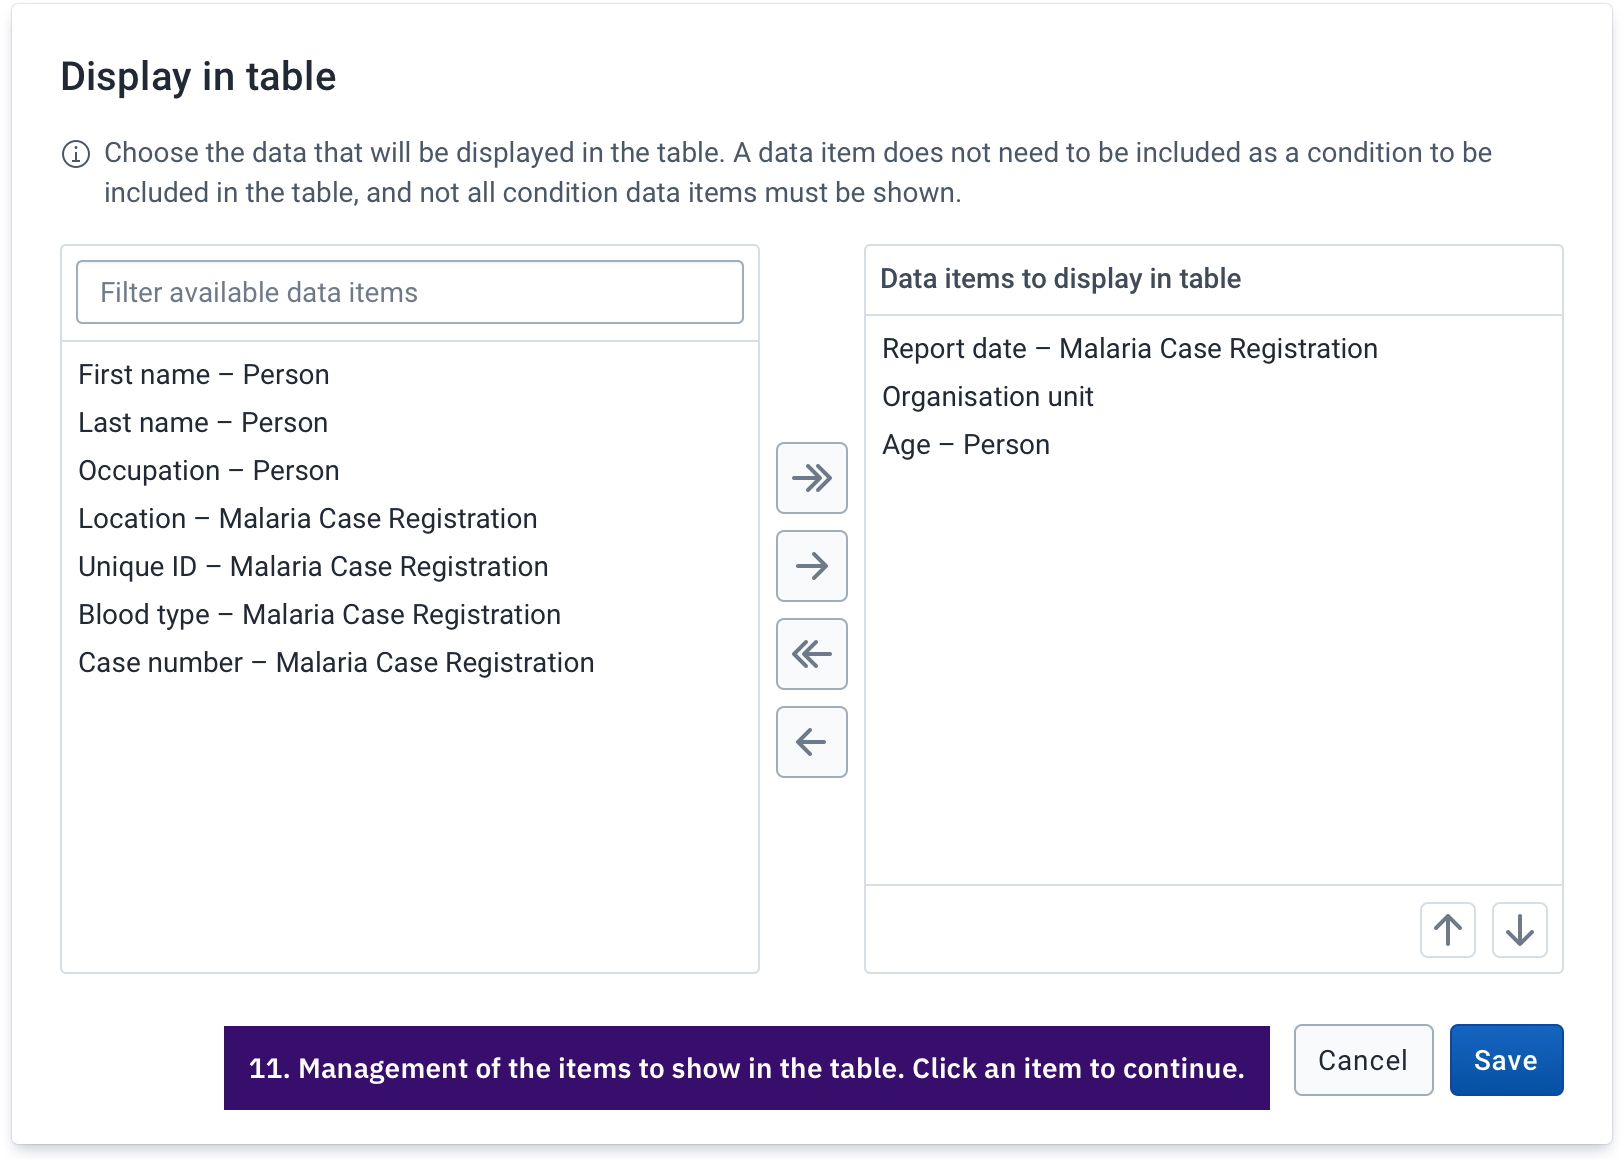 Display in table
Choose the data that will be displayed in the table. A data item does not need to be included as a condition to be
included in the table, and not all condition data items must be shown.
Filter available data items
First name – Person
Last name – Person
Occupation – Person
Location – Malaria Case Registration
Unique ID – Malaria Case Registration
Blood type – Malaria Case Registration
Case number – Malaria Case Registration
Data items to display in table
Report date – Malaria Case Registration
Organisation unit
Age – Person
11. Management of the items to show in the table. Click an item to continue.
Cancel
Save